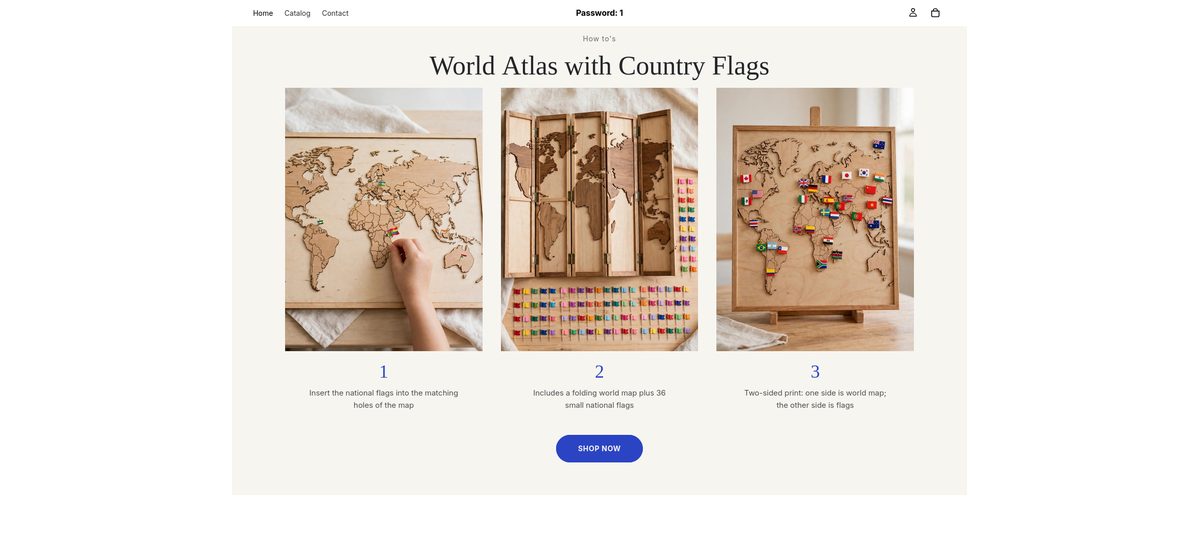 Home Catalog Contact Password: 1
How to's
World Atlas with Country Flags
1
Insert the national flags into the matching
holes of the map
2
Includes a folding world map plus 36
small national flags
3
Two-sided print: one side is world map;
the other side is flags
SHOP NOW